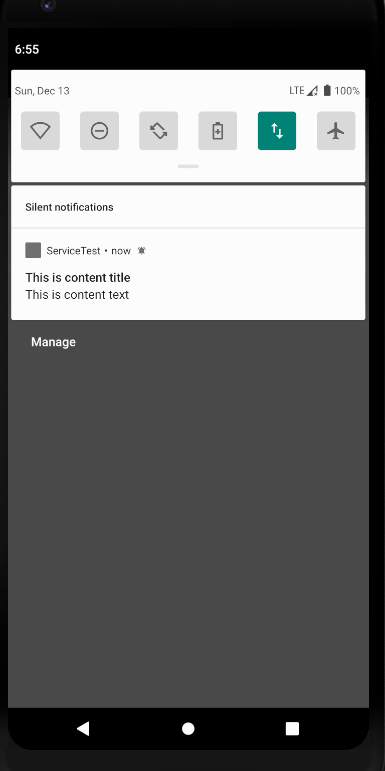 6:55
Sun, Dec 13 LTE 100%
Silent notifications
ServiceTest • now
This is content title
This is content text
Manage